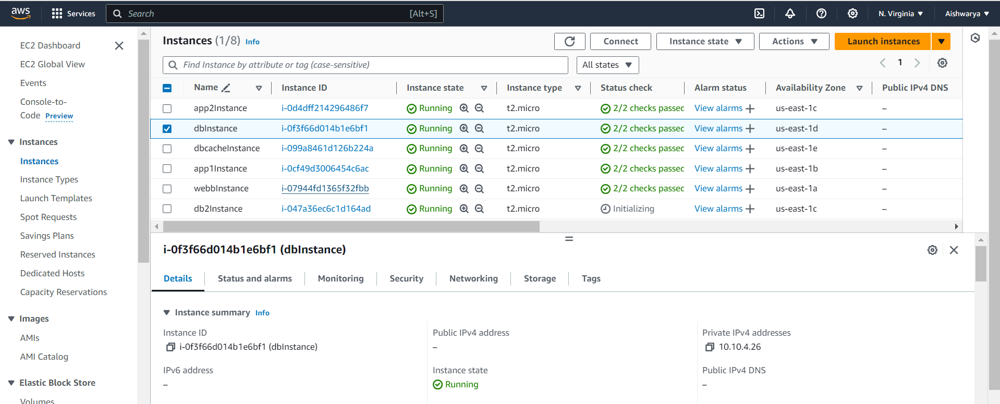 aws
Services
Search
[Alt+S]
N. Virginia
Aishwarya
EC2 Dashboard
EC2 Global View
Events
Console-to-
Code Preview
Instances
Instances
Instance Types
Launch Templates
Spot Requests
Savings Plans
Reserved Instances
Dedicated Hosts
Capacity Reservations
Images
AMIs
AMI Catalog
Elastic Block Store
Volumes
Instances (1/8) Info
Connect
Instance state
Actions
Launch instances
Find Instance by attribute or tag (case-sensitive)
All states
1
Name Instance ID Instance state Instance type Status check Alarm status Availability Zone Public IPv4 DNS
app2Instance i-0d4dff214296486f7 Running t2.micro 2/2 checks passed View alarms + us-east-1c –
dbInstance i-0f3f66d014b1e6bf1 Running t2.micro 2/2 checks passed View alarms + us-east-1d –
dbcacheInstance i-099a8461d126b224a Running t2.micro 2/2 checks passed View alarms + us-east-1e –
app1Instance i-0cf49d3006454c6ac Running t2.micro 2/2 checks passed View alarms + us-east-1b –
webbInstance i-07944fd1365f32fbb Running t2.micro 2/2 checks passed View alarms + us-east-1a –
db2Instance i-047a36ec6c1d164ad Running t2.micro Initializing View alarms + us-east-1c –
i-0f3f66d014b1e6bf1 (dbInstance)
Details Status and alarms Monitoring Security Networking Storage Tags
Instance summary Info
Instance ID
i-0f3f66d014b1e6bf1 (dbInstance)
Public IPv4 address
–
Private IPv4 addresses
10.10.4.26
IPv6 address
–
Instance state
Running
Public IPv4 DNS
–